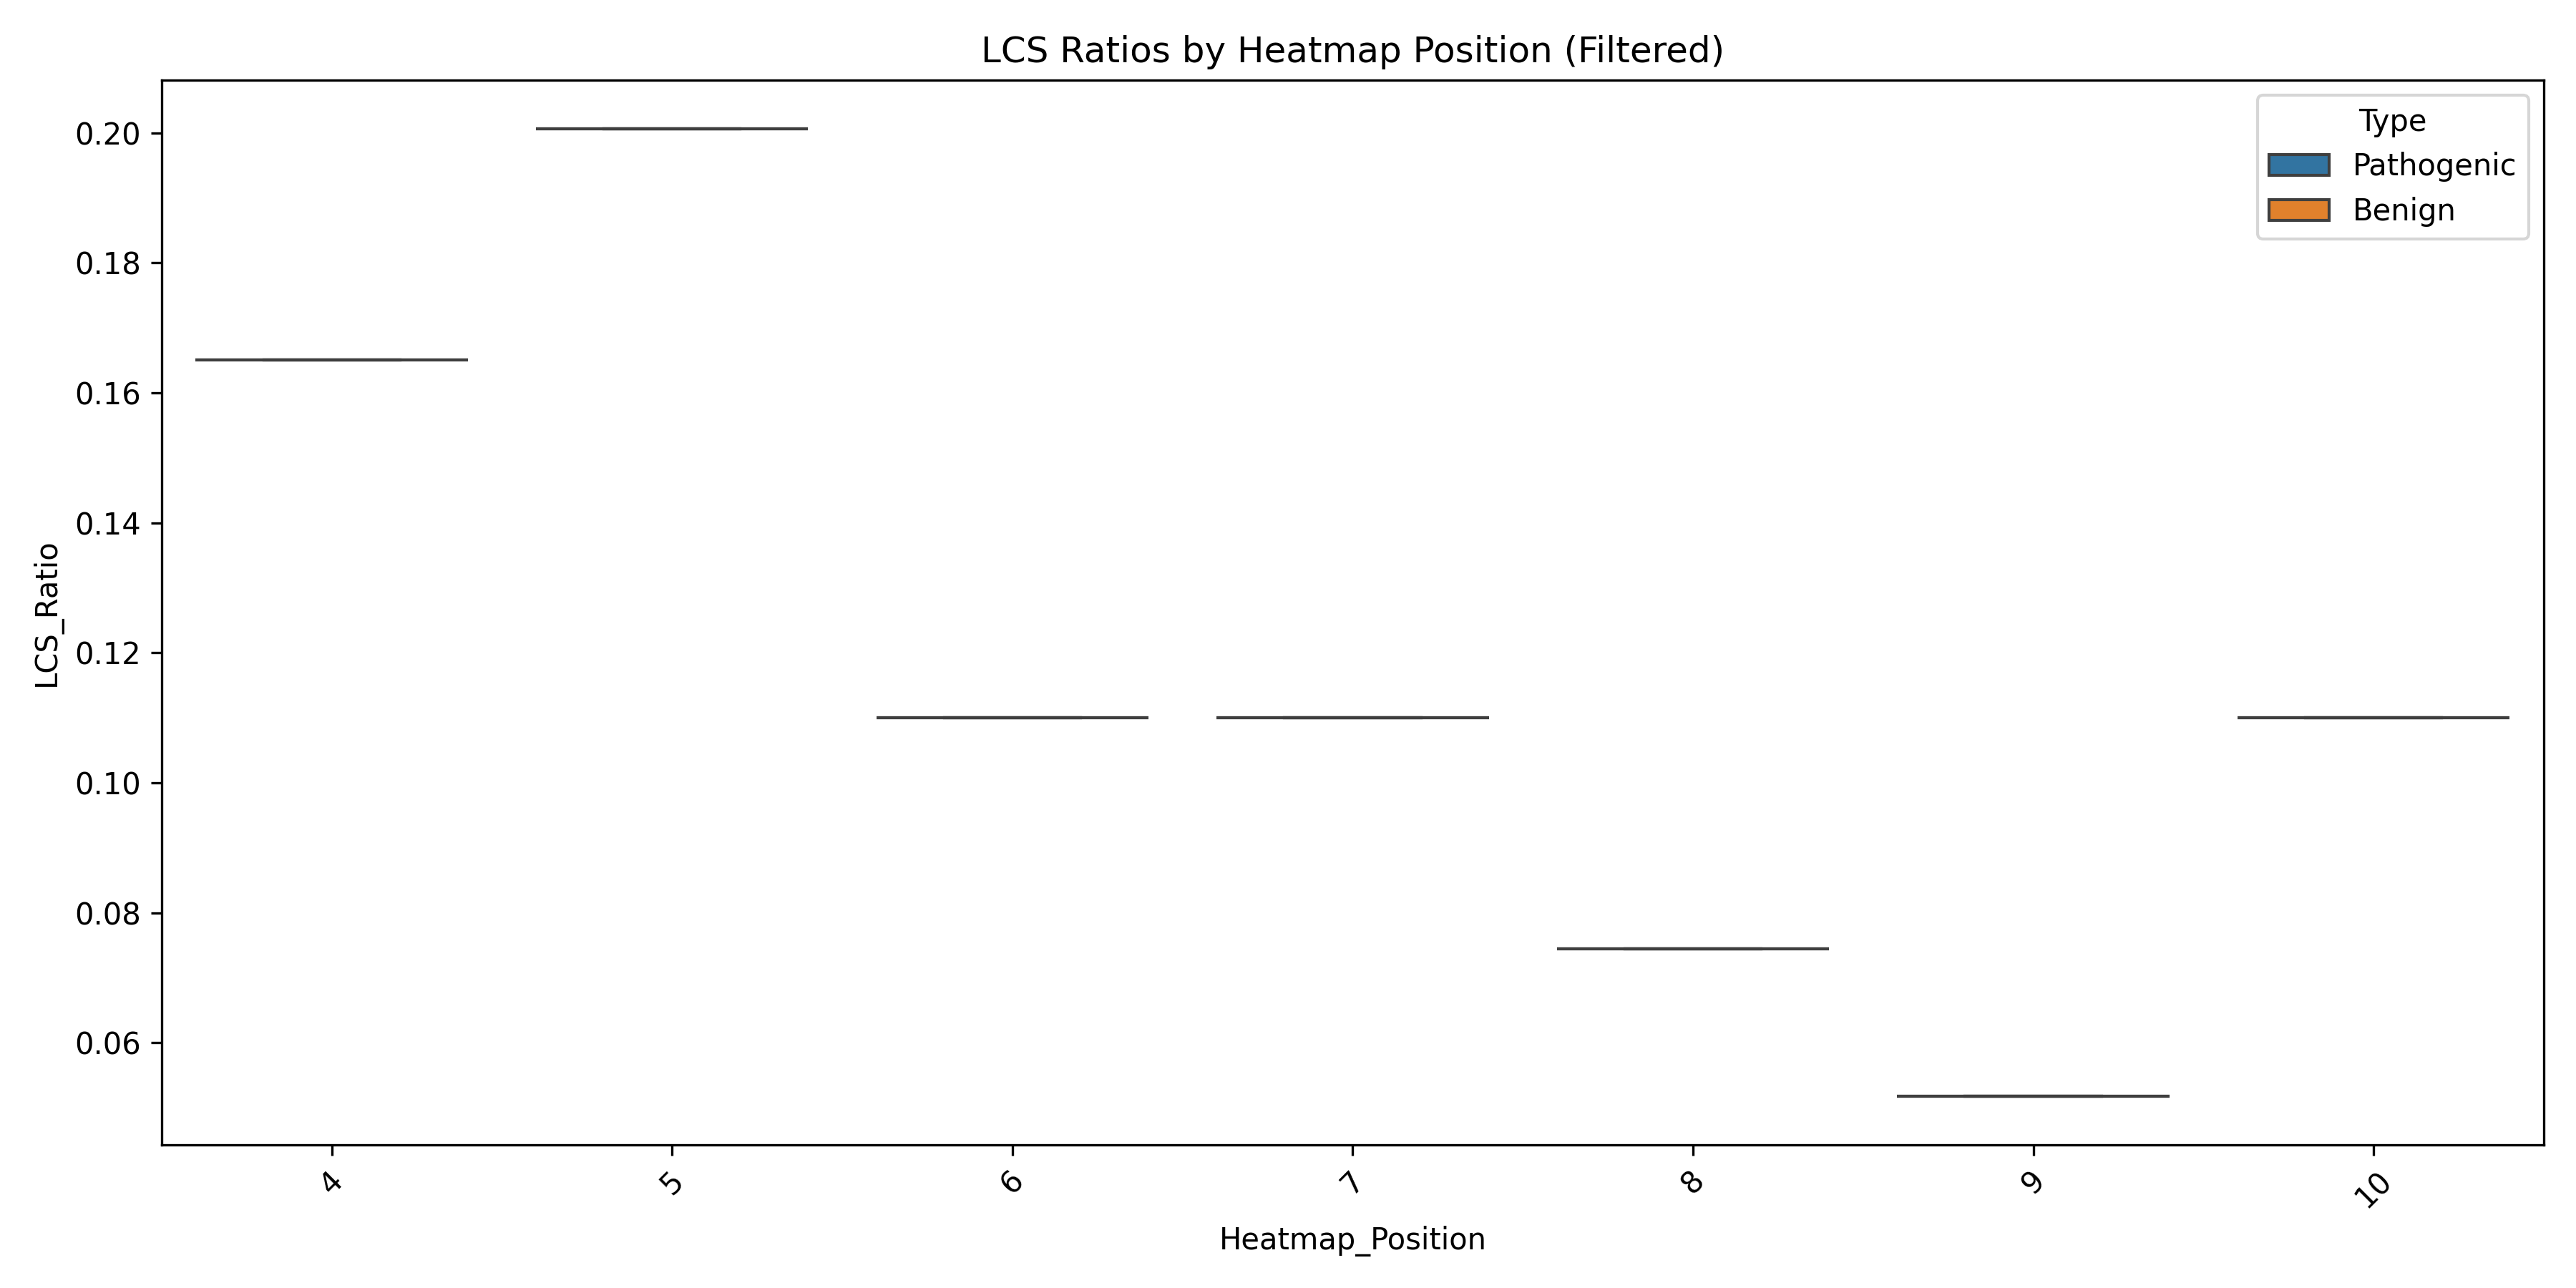 LCS Ratios by Heatmap Position (Filtered)
Type
Pathogenic
Benign
LCS_Ratio
0.20
0.18
0.16
0.14
0.12
0.10
0.08
0.06
4
5
6
7
8
9
10
Heatmap_Position